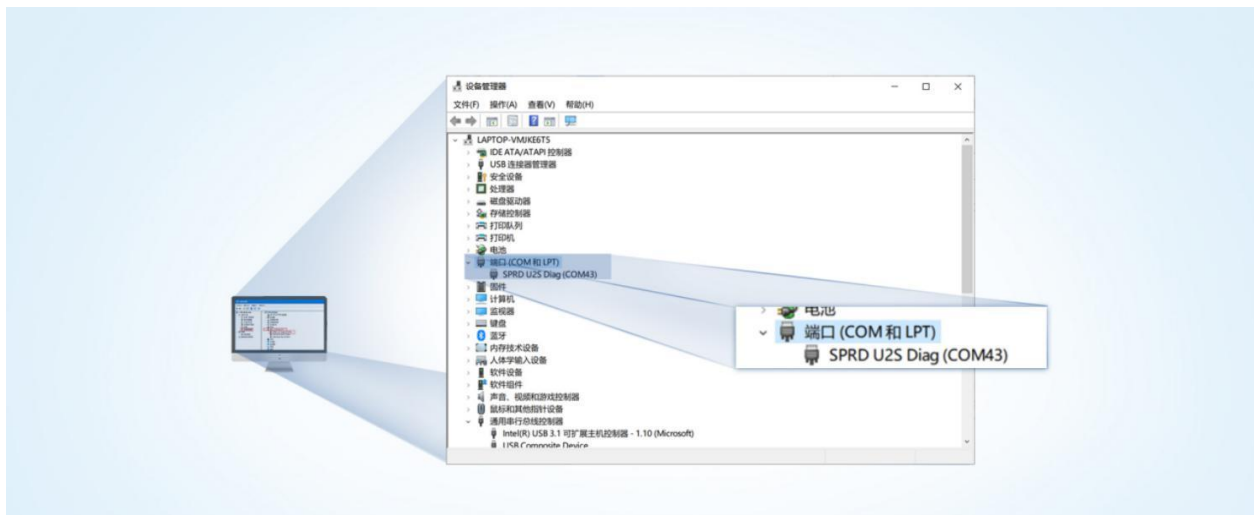 设备管理器
文件(F) 操作(A) 查看(V) 帮助(H)
LAPTOP-VMJKE6T5
IDE ATA/ATAPI 控制器
USB 连接器管理器
安全设备
处理器
磁盘驱动器
存储控制器
打印队列
打印机
电池
端口 (COM 和 LPT)
SPRD U2S Diag (COM43)
固件
计算机
监视器
键盘
蓝牙
内存技术设备
人体学输入设备
软件设备
软件组件
声音、视频和游戏控制器
鼠标和其他指针设备
通用串行总线控制器
Intel(R) USB 3.1 可扩展主机控制器 - 1.10 (Microsoft)
USB Composite Device
电池
端口 (COM 和 LPT)
SPRD U2S Diag (COM43)